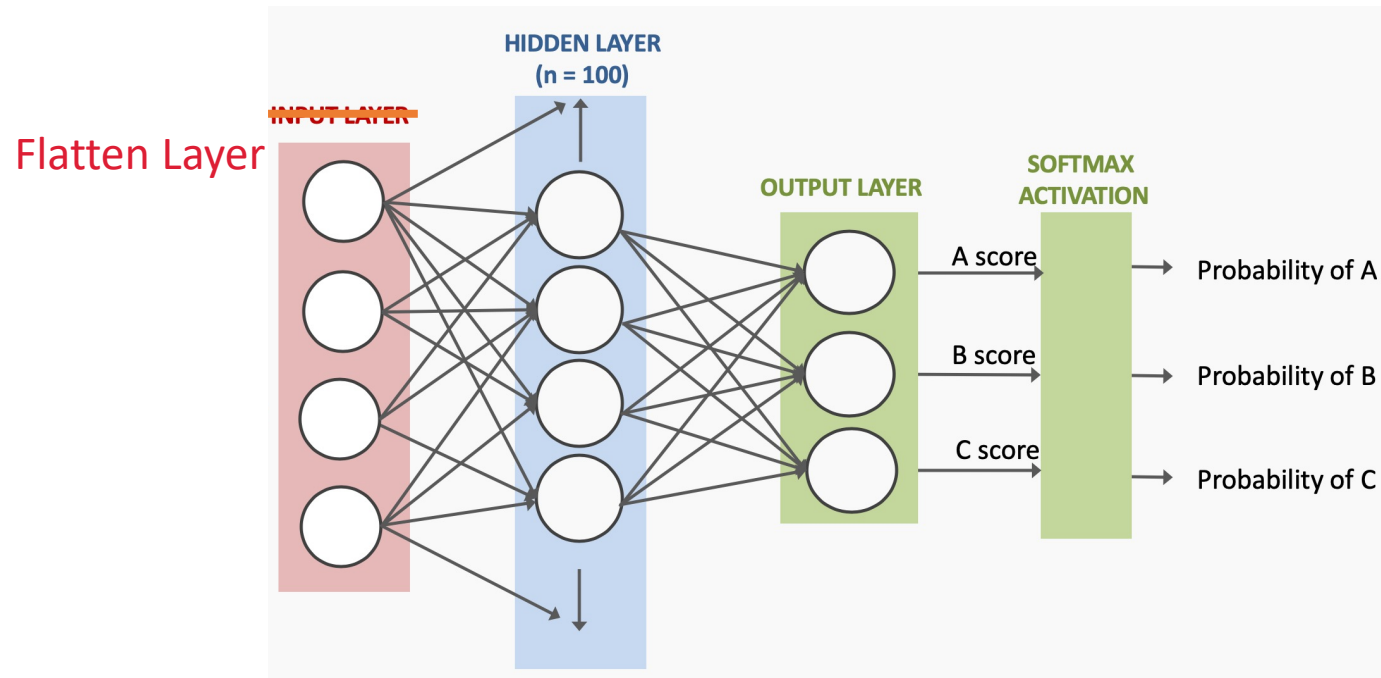 HIDDEN LAYER
(n = 100)
INPUT LAYER
Flatten Layer
OUTPUT LAYER
SOFTMAX
ACTIVATION
A score
Probability of A
B score
Probability of B
C score
Probability of C